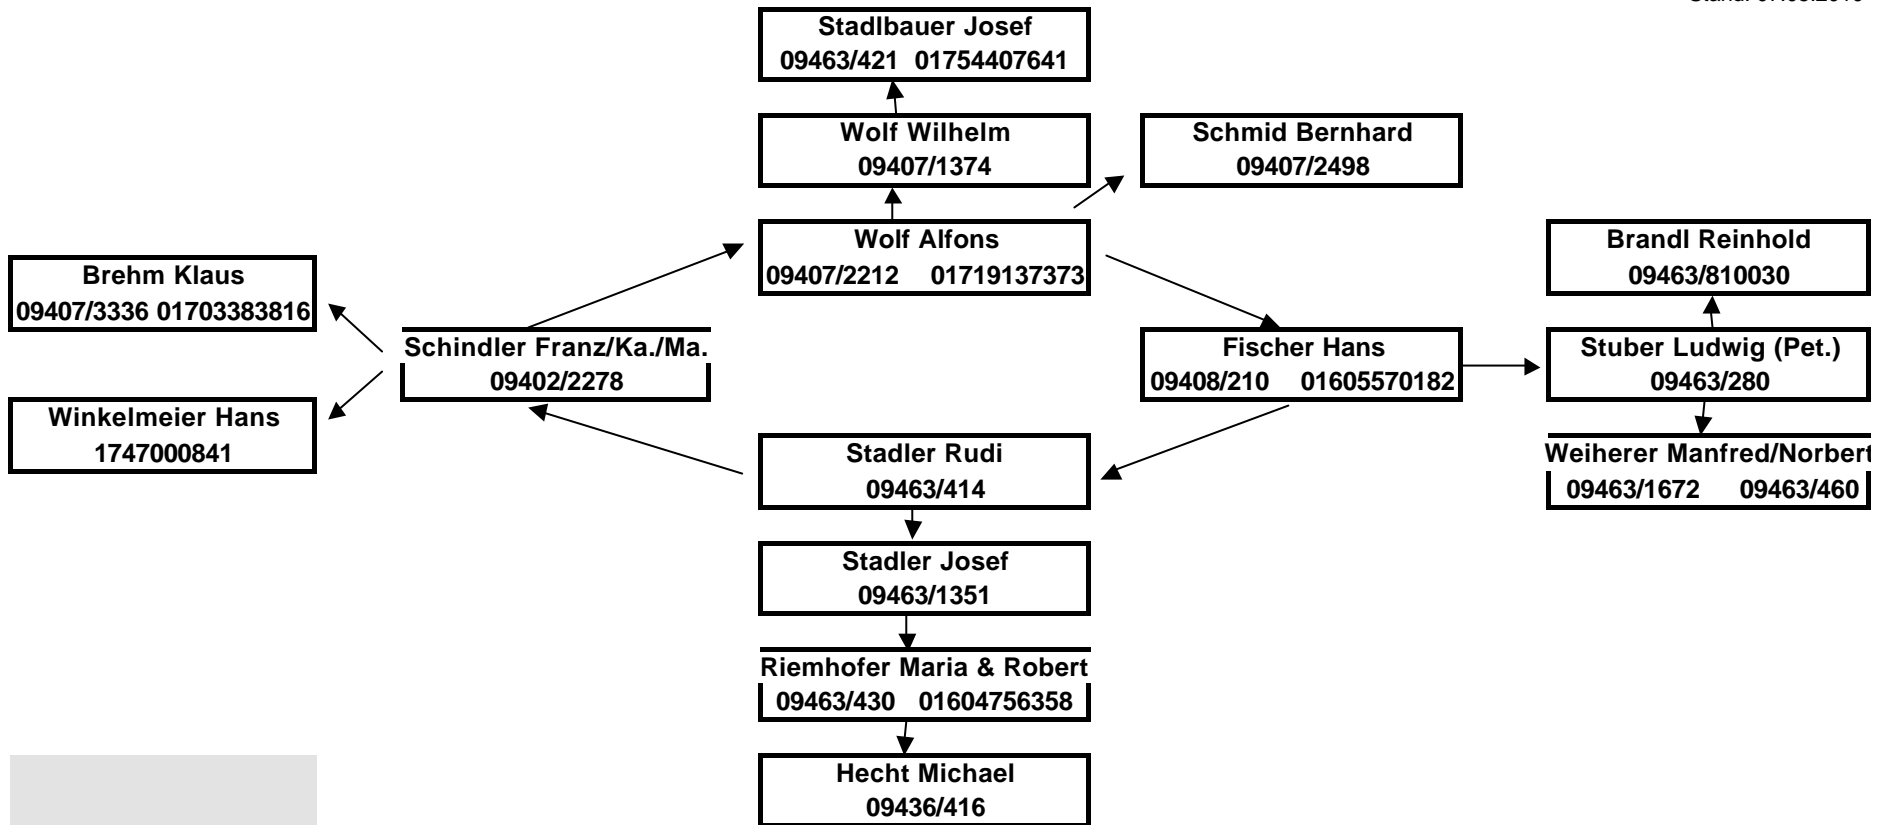 Stadlbauer Josef
09463/421 01754407641
Wolf Wilhelm
09407/1374
Schmid Bernhard
09407/2498
Wolf Alfons
09407/2212 01719137373
Brandl Reinhold
09463/810030
Brehm Klaus
09407/3336 01703383816
Schindler Franz/Ka./Ma.
09402/2278
Fischer Hans
09408/210 01605570182
Stuber Ludwig (Pet.)
09463/280
Winkelmeier Hans
1747000841
Stadler Rudi
09463/414
Weiherer Manfred/Norbert
09463/1672 09463/460
Stadler Josef
09463/1351
Riemhofer Maria & Robert
09463/430 01604756358
Hecht Michael
09436/416